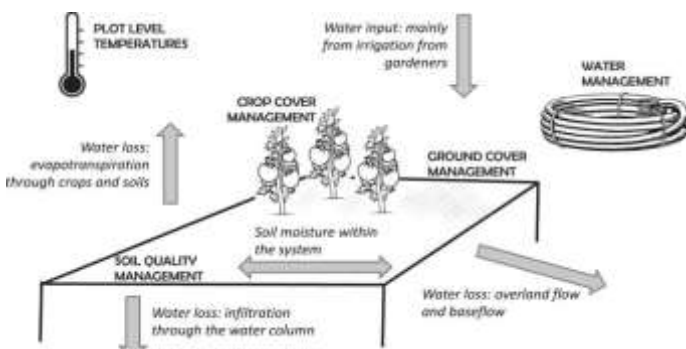 PLOT LEVEL
TEMPERATURES
Water input: mainly
from irrigation from
gardeners
WATER
MANAGEMENT
CROP COVER
MANAGEMENT
Water loss:
evapotranspiration
through crops and soils
GROUND COVER
MANAGEMENT
Soil moisture within
the system
SOIL QUALITY
MANAGEMENT
Water loss: overland flow
and baseflow
Water loss: infiltration
through the water column